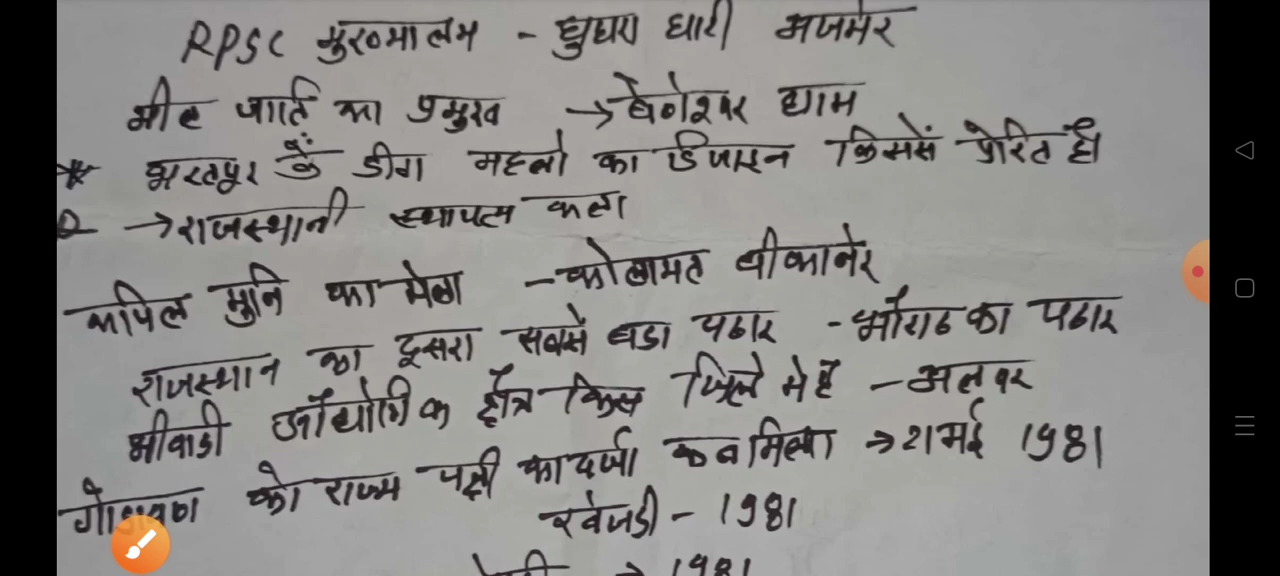 RPSC मुख्यालय - घुघरा घाटी अजमेर
भील जाति का प्रमुख → बेणेश्वर धाम
* भरतपुर के डीग महलो का डिजाइन किससें प्रेरित है
→ राजस्थानी स्थापत्य कला
कपिल मुनि का मेला - कोलायत बीकानेर
राजस्थान का दूसरा सबसे बडा पठार - भोराठ का पठार
भीवाडी औद्योगिक क्षेत्र किस जिले मे है - अलवर
को राज्य पक्षी का दर्जा कब मिला → 21 मई 1981
खेजडी - 1981
→ 1981